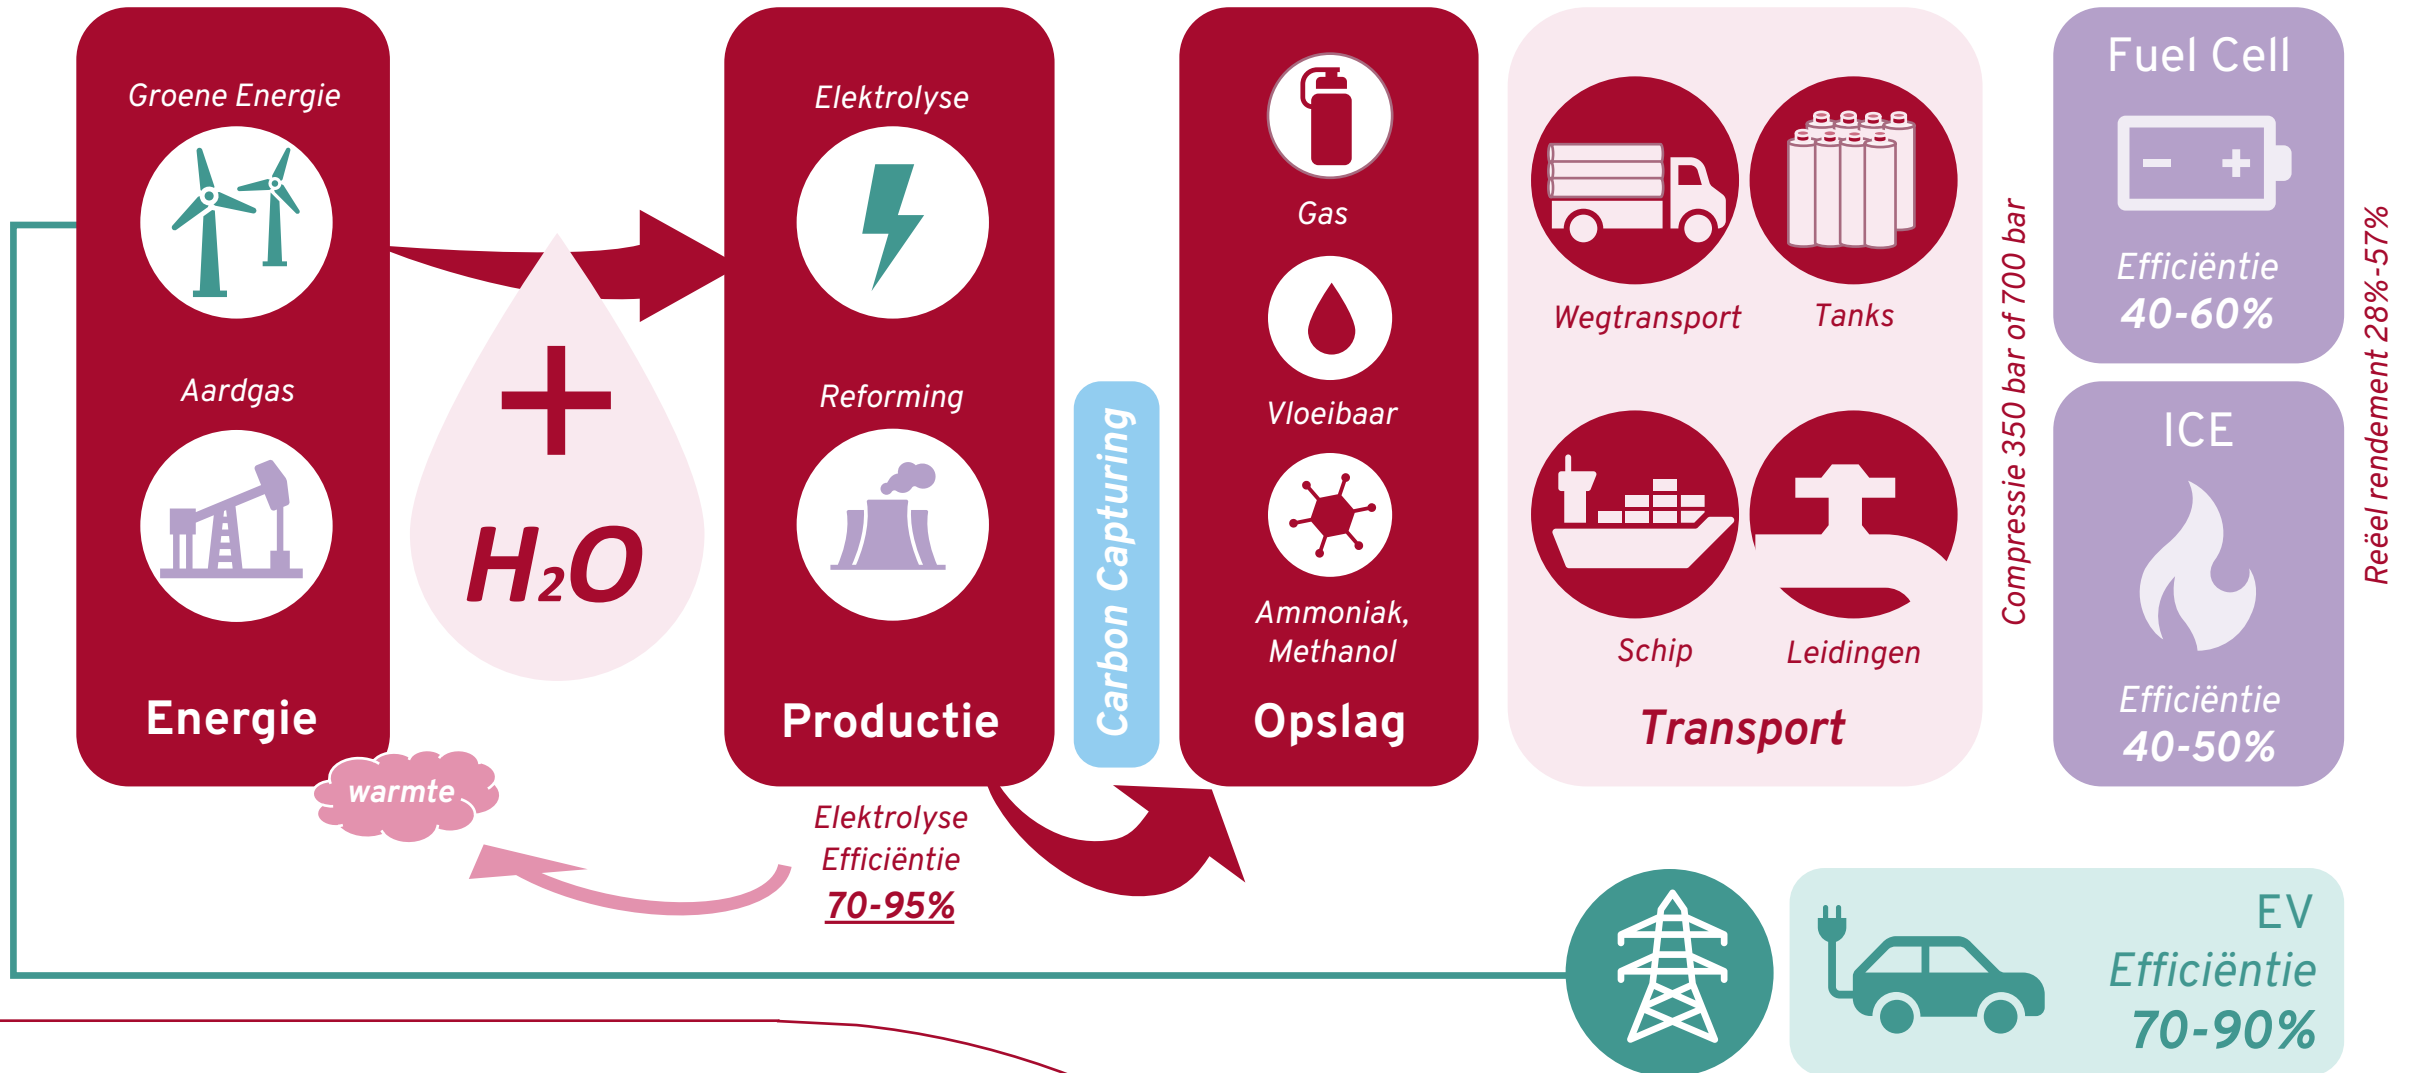 Groene Energie
Aardgas
Energie
+
H₂O
warmte
Elektrolyse
Reforming
Productie
Elektrolyse
Efficiëntie
70-95%
Carbon Capturing
Gas
Vloeibaar
Ammoniak,
Methanol
Opslag
Wegtransport
Tanks
Schip
Leidingen
Transport
Compressie 350 bar of 700 bar
Fuel Cell
- +
Efficiëntie
40-60%
ICE
Efficiëntie
40-50%
Reëel rendement 28%-57%
EV
Efficiëntie
70-90%